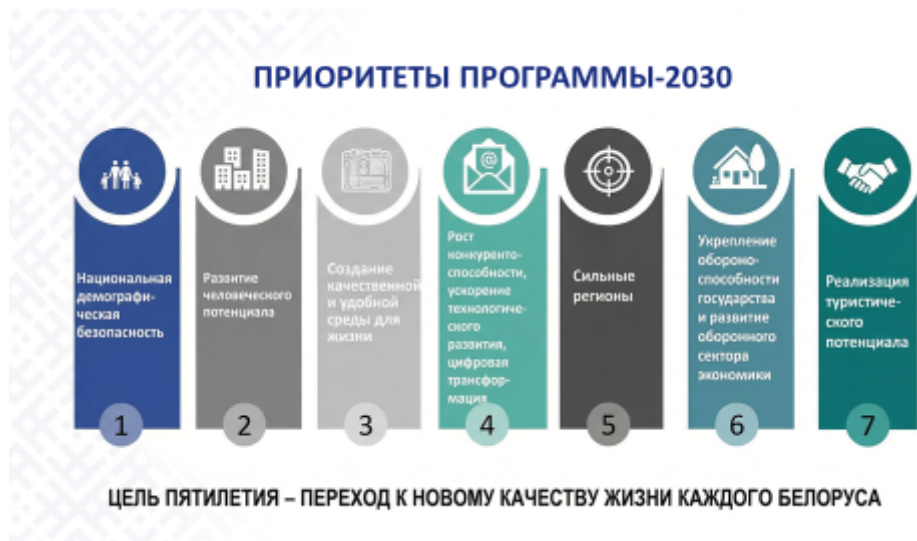 ПРИОРИТЕТЫ ПРОГРАММЫ-2030
@
Национальная
демографи-
ческая
безопасность
1
Развитие
человеческого
потенциала
2
Создание
качественной
и удобной
среды для
жизни
3
Рост
конкуренто-
способности,
ускорение
технологиче-
ского
развития,
цифровая
трансфор-
мация
4
Сильные
регионы
5
Укрепление
обороно-
способности
государства
и развитие
оборонного
сектора
экономики
6
Реализация
туристиче-
ского
потенциала
7
ЦЕЛЬ ПЯТИЛЕТИЯ – ПЕРЕХОД К НОВОМУ КАЧЕСТВУ ЖИЗНИ КАЖДОГО БЕЛОРУСА